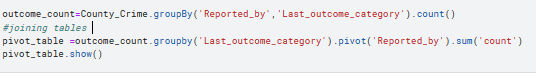 outcome_count=County_Crime.groupBy('Reported_by','Last_outcome_category').count()
#joining tables
pivot_table =outcome_count.groupby('Last_outcome_category').pivot('Reported_by').sum('count')
pivot_table.show()